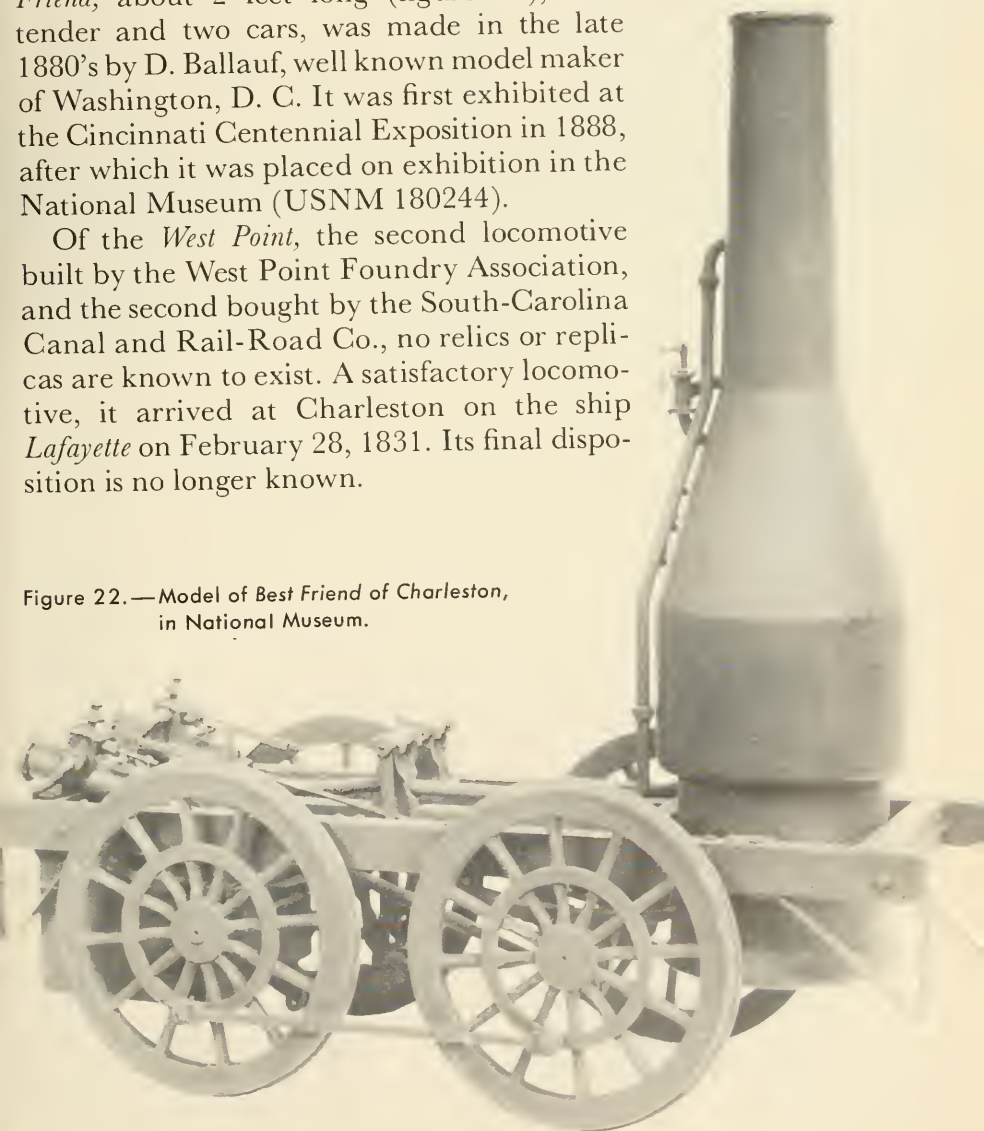 Friend, about 2 feet long
tender and two cars, was made in the late
1880's by D. Ballauf, well known model maker
of Washington, D. C. It was first exhibited at
the Cincinnati Centennial Exposition in 1888,
after which it was placed on exhibition in the
National Museum (USNM 180244).
Of the West Point, the second locomotive
built by the West Point Foundry Association,
and the second bought by the South-Carolina
Canal and Rail-Road Co., no relics or repli-
cas are known to exist. A satisfactory locomo-
tive, it arrived at Charleston on the ship
Lafayette on February 28, 1831. Its final dispo-
sition is no longer known.
Figure 22.—Model of Best Friend of Charleston,
in National Museum.